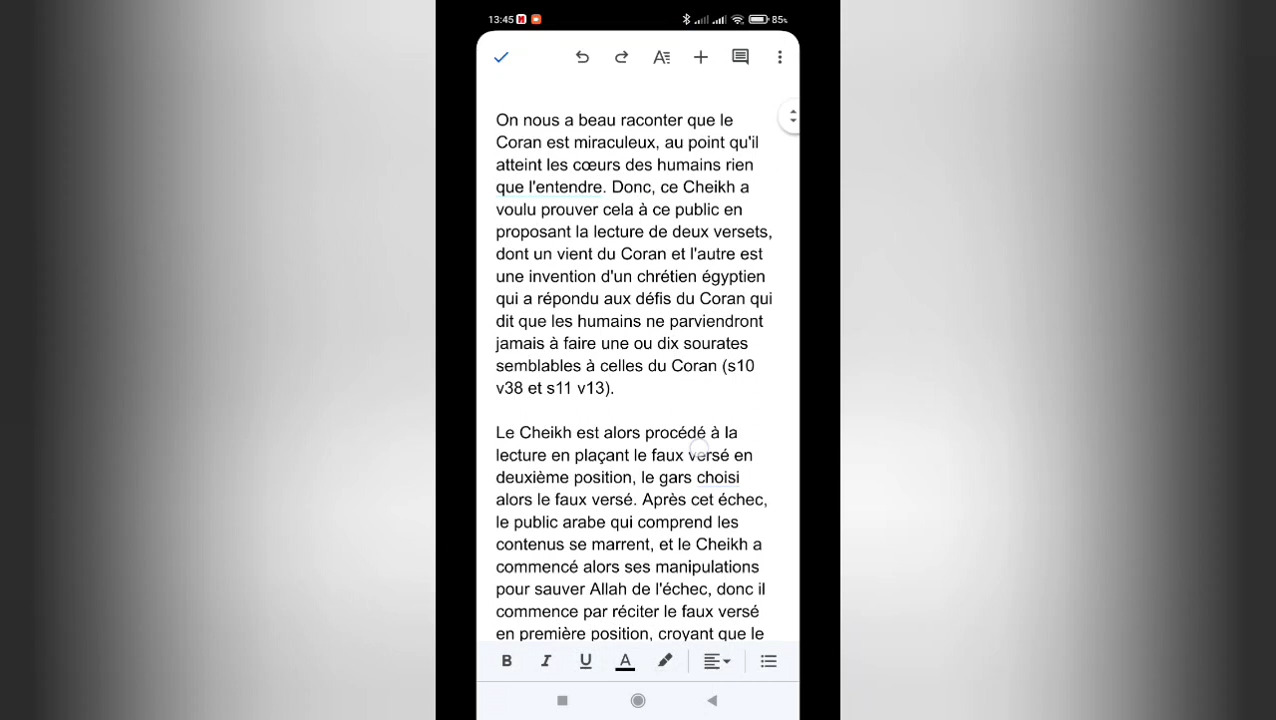 13:45
85%
On nous a beau raconter que le
Coran est miraculeux, au point qu'il
atteint les cœurs des humains rien
que l'entendre. Donc, ce Cheikh a
voulu prouver cela à ce public en
proposant la lecture de deux versets,
dont un vient du Coran et l'autre est
une invention d'un chrétien égyptien
qui a répondu aux défis du Coran qui
dit que les humains ne parviendront
jamais à faire une ou dix sourates
semblables à celles du Coran (s10
v38 et s11 v13).
Le Cheikh est alors procédé à la
lecture en plaçant le faux versé en
deuxième position, le gars choisi
alors le faux versé. Après cet échec,
le public arabe qui comprend les
contenus se marrent, et le Cheikh a
commencé alors ses manipulations
pour sauver Allah de l'échec, donc il
commence par réciter le faux versé
en première position, croyant que le
B I U A